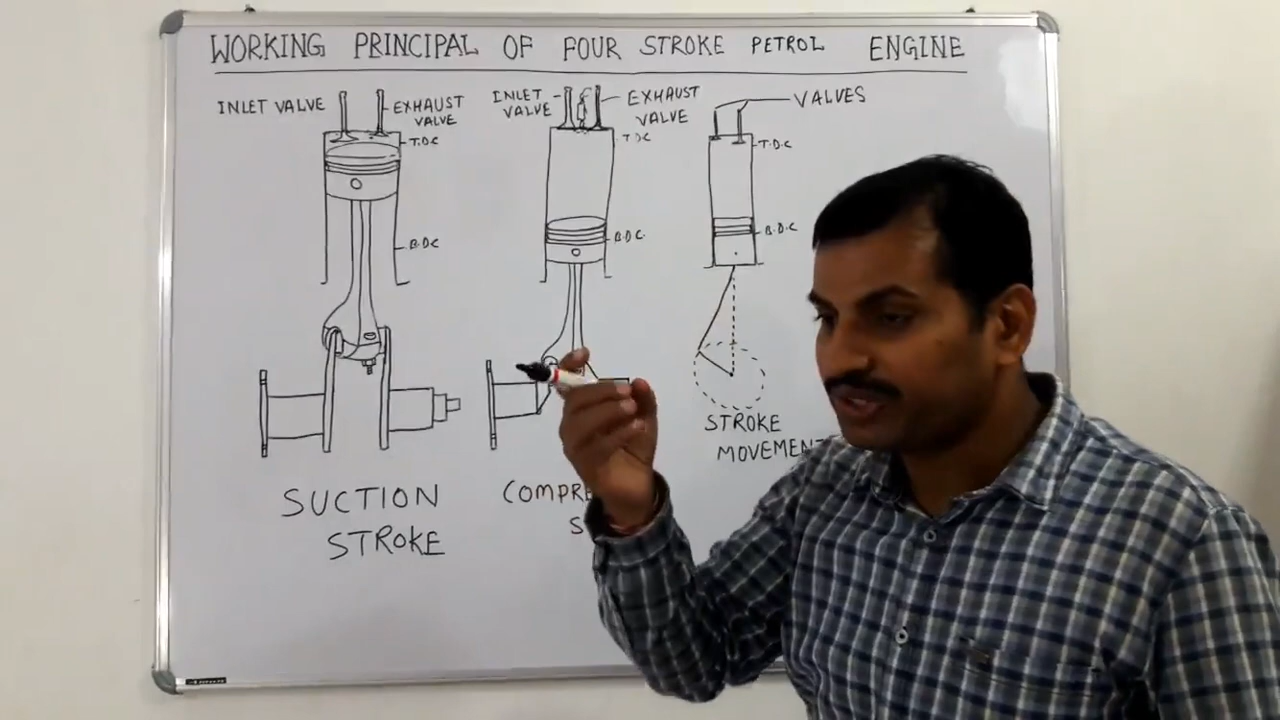 WORKING PRINCIPAL OF FOUR STROKE PETROL ENGINE
INLET VALVE
EXHAUST
VALVE
T.D.C
B.D.C
SUCTION
STROKE
INLET
VALVE
EXHAUST
VALVE
T.D.C
B.D.C.
VALVES
T.D.C
B.D.C
STROKE
MOVEMENT